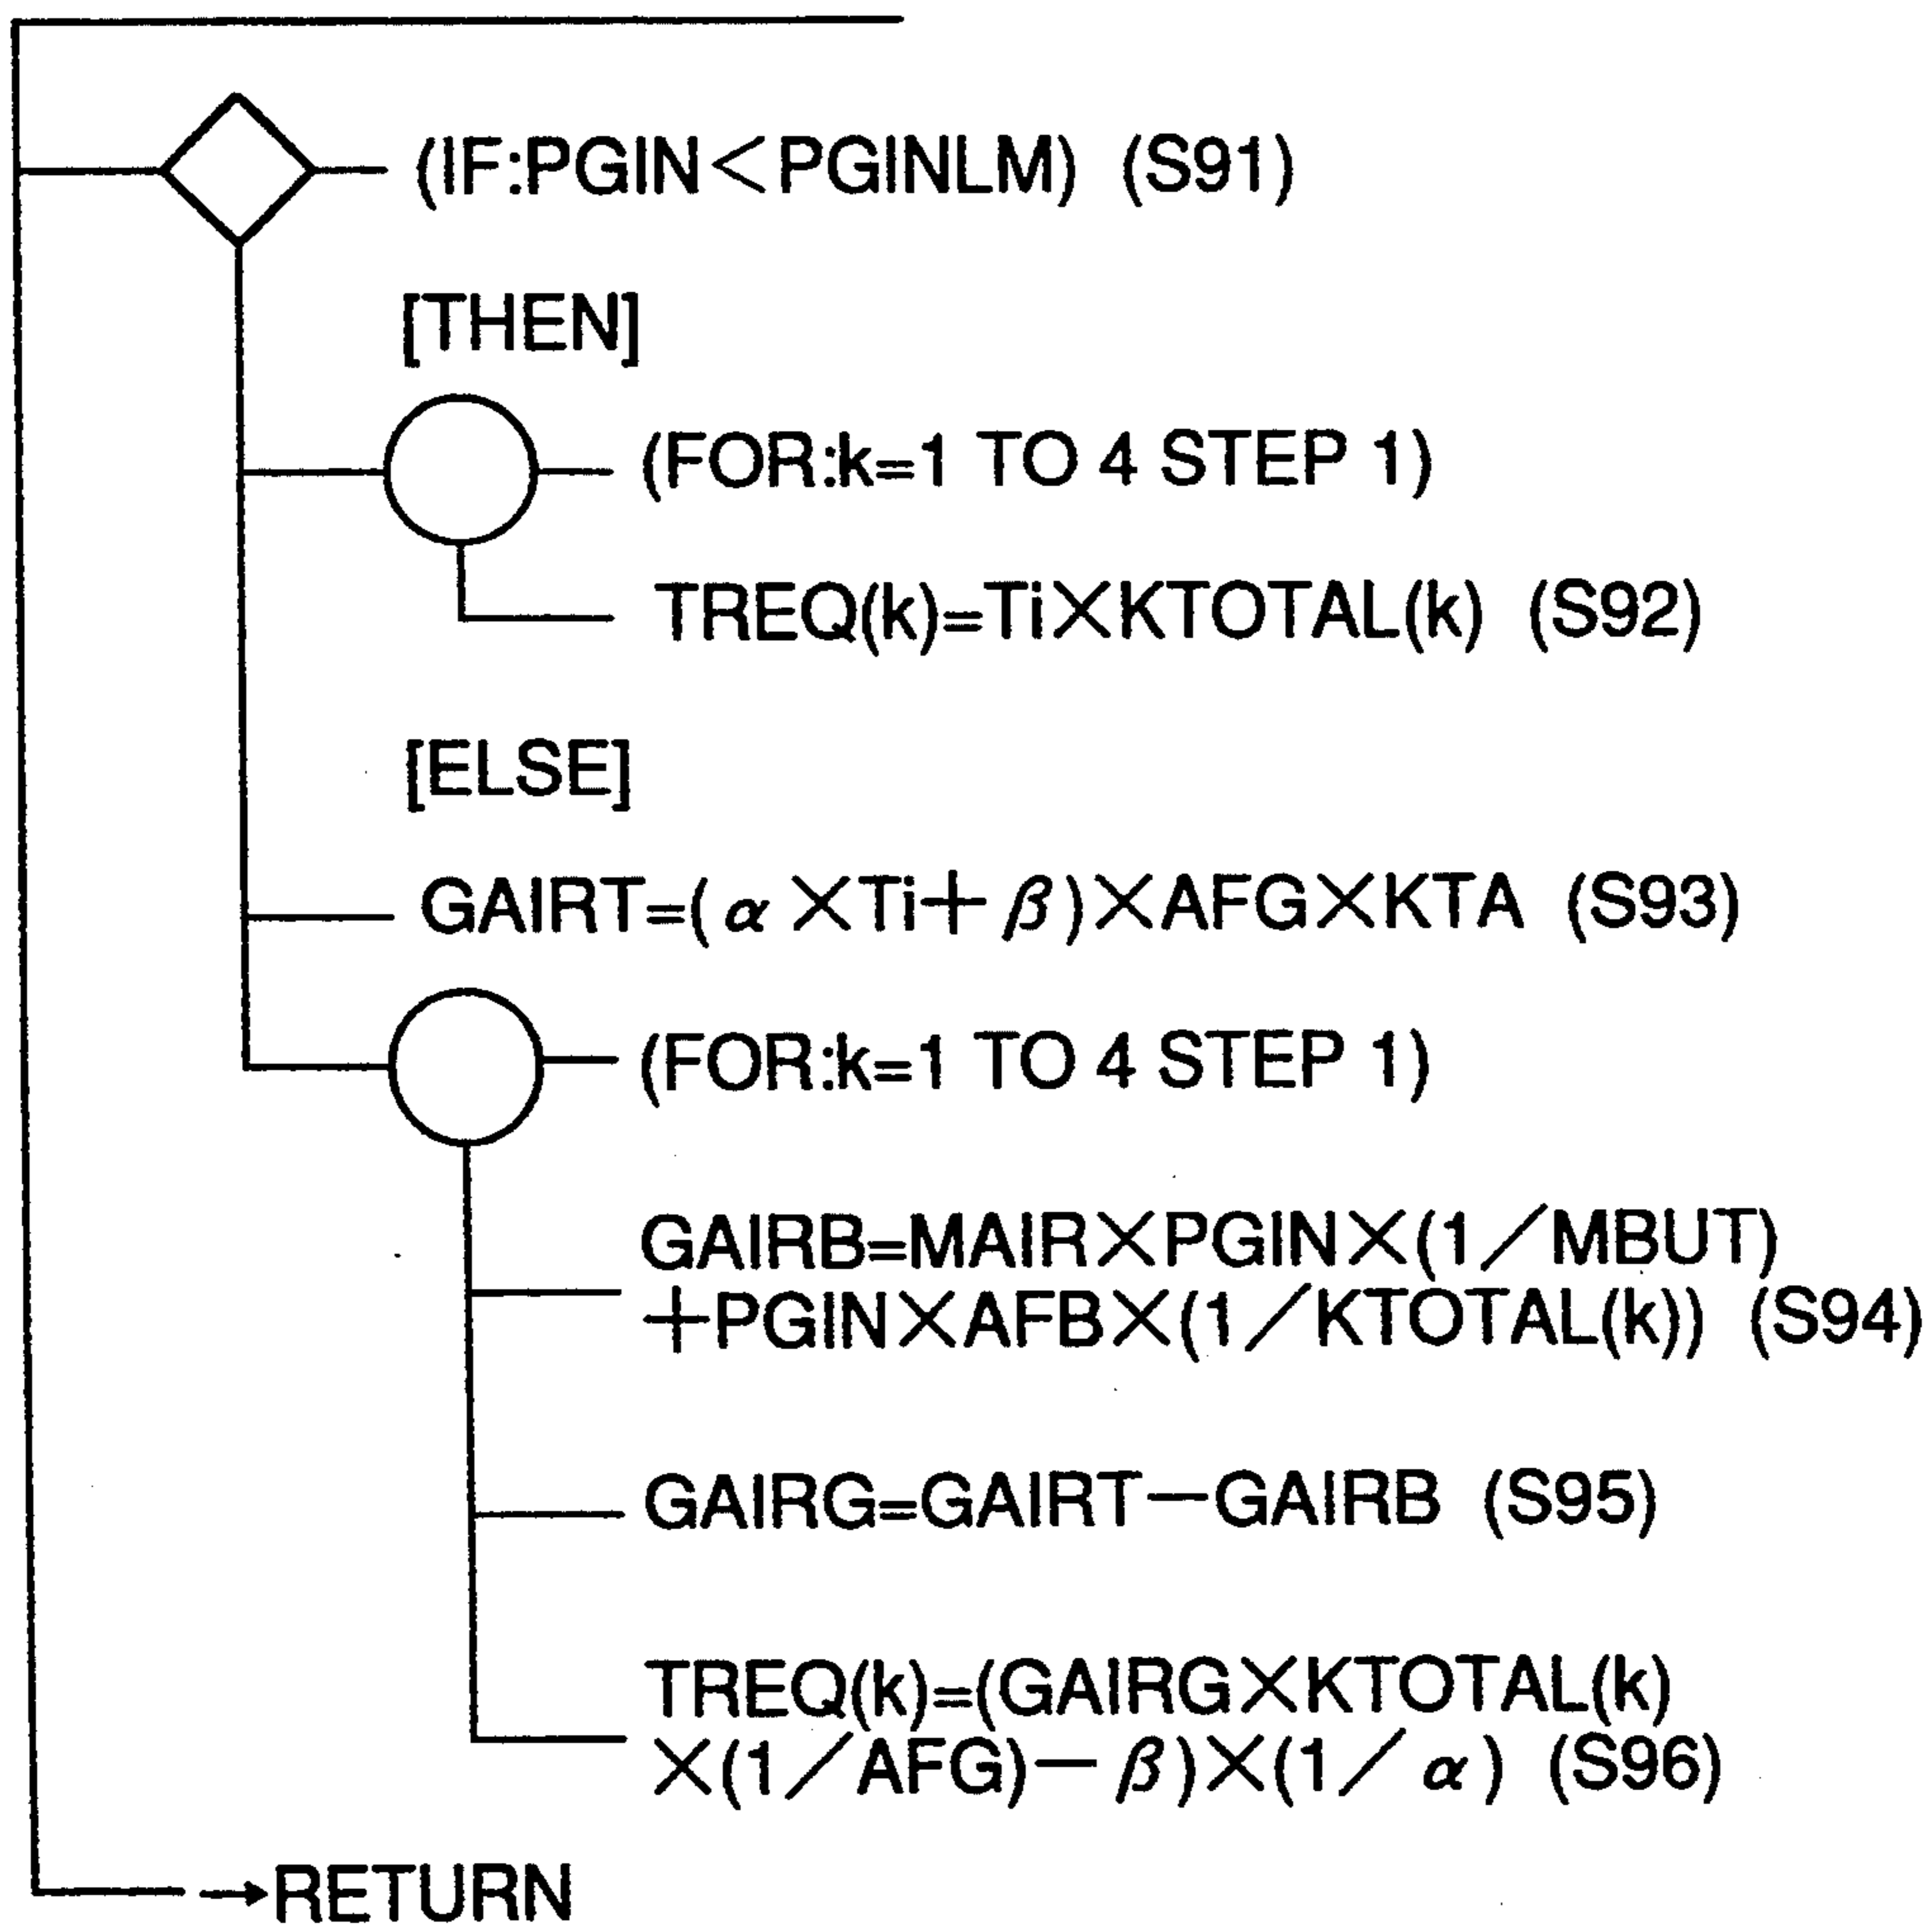 (IF:PGIN<PGINLM) (S91)
[THEN]
(FOR:k=1 TO 4 STEP 1)
TREQ(k)=Ti×KTOTAL(k) (S92)
[ELSE]
GAIRT=(α×Ti+β)×AFG×KTA (S93)
(FOR:k=1 TO 4 STEP 1)
GAIRB=MAIR×PGIN×(1/MBUT)
+PGIN×AFB×(1/KTOTAL(k)) (S94)
GAIRG=GAIRT−GAIRB (S95)
TREQ(k)=(GAIRG×KTOTAL(k)
×(1/AFG)−β)×(1/α) (S96)
→RETURN